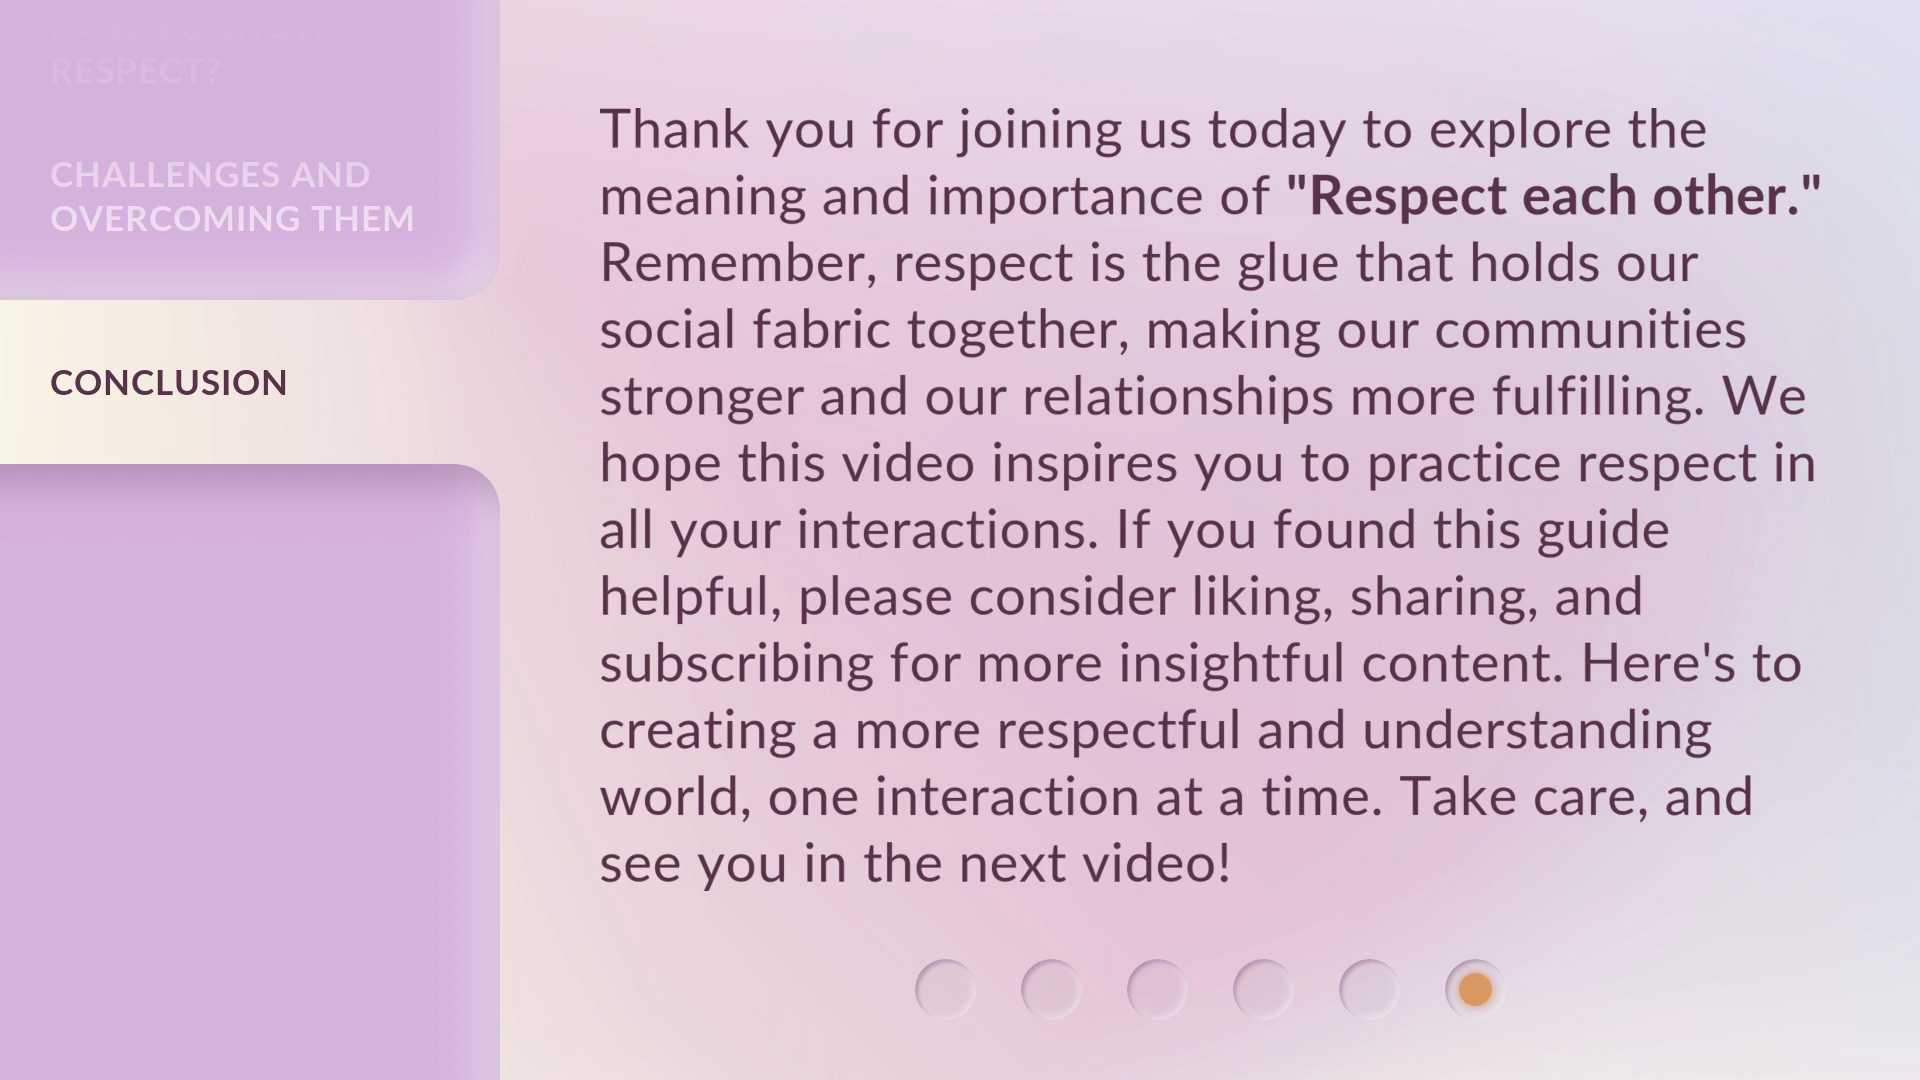 HOW TO SHOW
RESPECT?
CHALLENGES AND
OVERCOMING THEM
CONCLUSION
Thank you for joining us today to explore the
meaning and importance of "Respect each other."
Remember, respect is the glue that holds our
social fabric together, making our communities
stronger and our relationships more fulfilling. We
hope this video inspires you to practice respect in
all your interactions. If you found this guide
helpful, please consider liking, sharing, and
subscribing for more insightful content. Here's to
creating a more respectful and understanding
world, one interaction at a time. Take care, and
see you in the next video!